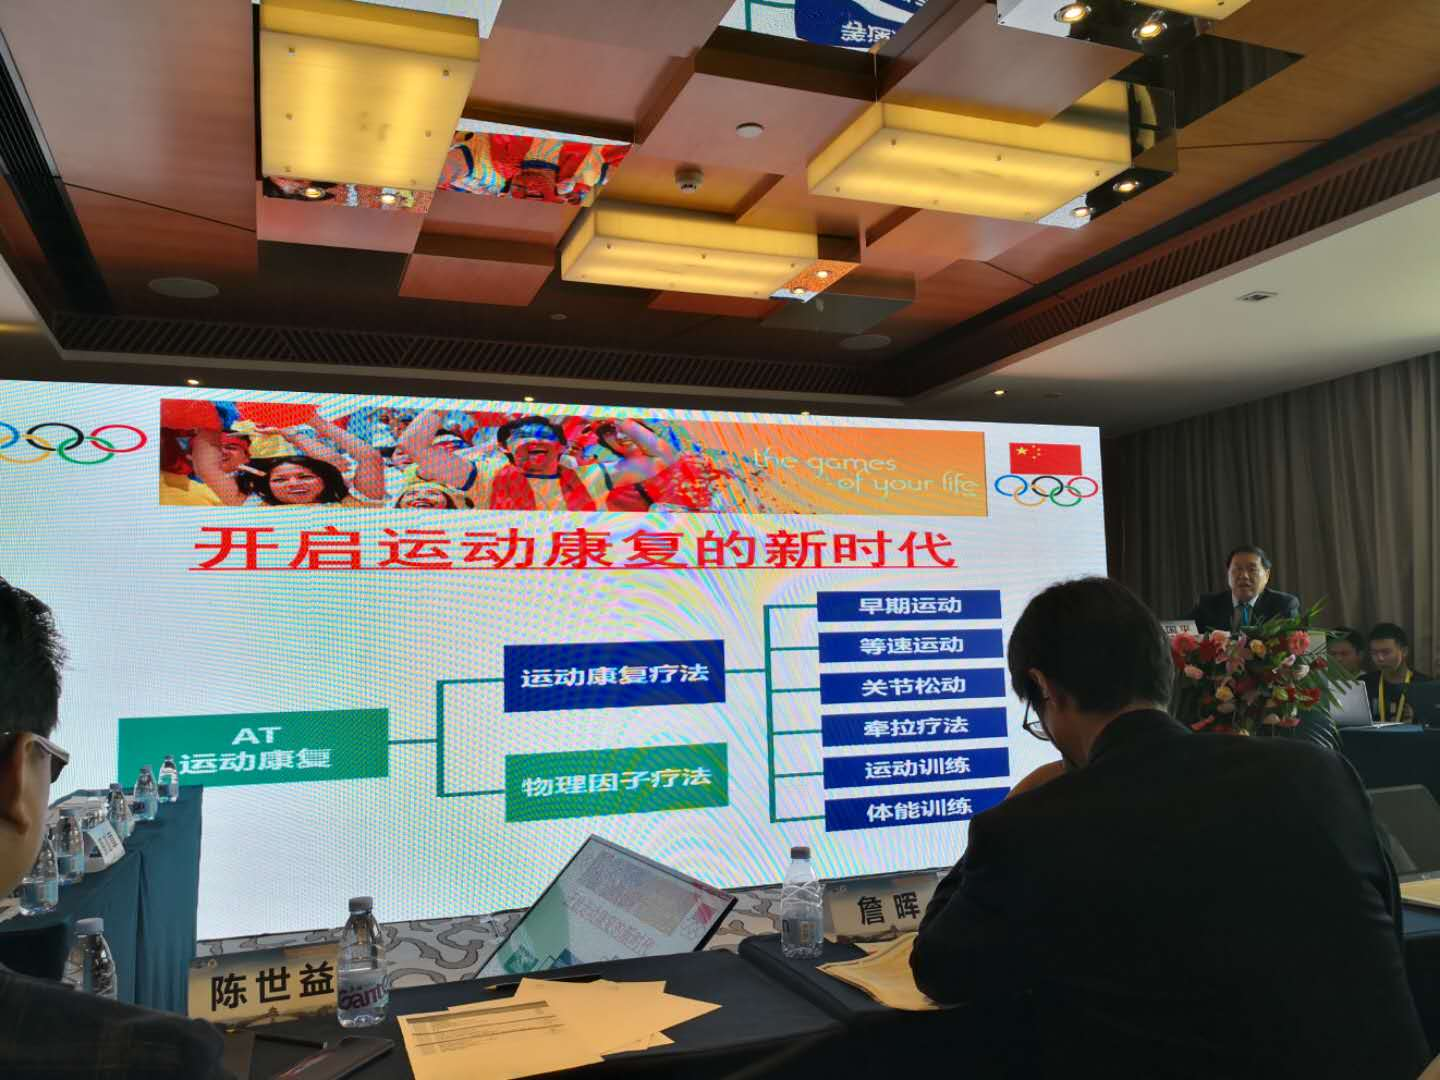 the games
of your life
开启运动康复的新时代
早期运动
等速运动
运动康复疗法
关节松动
AT
运动康复
牵拉疗法
物理因子疗法
运动训练
体能训练
詹晖
陈世益